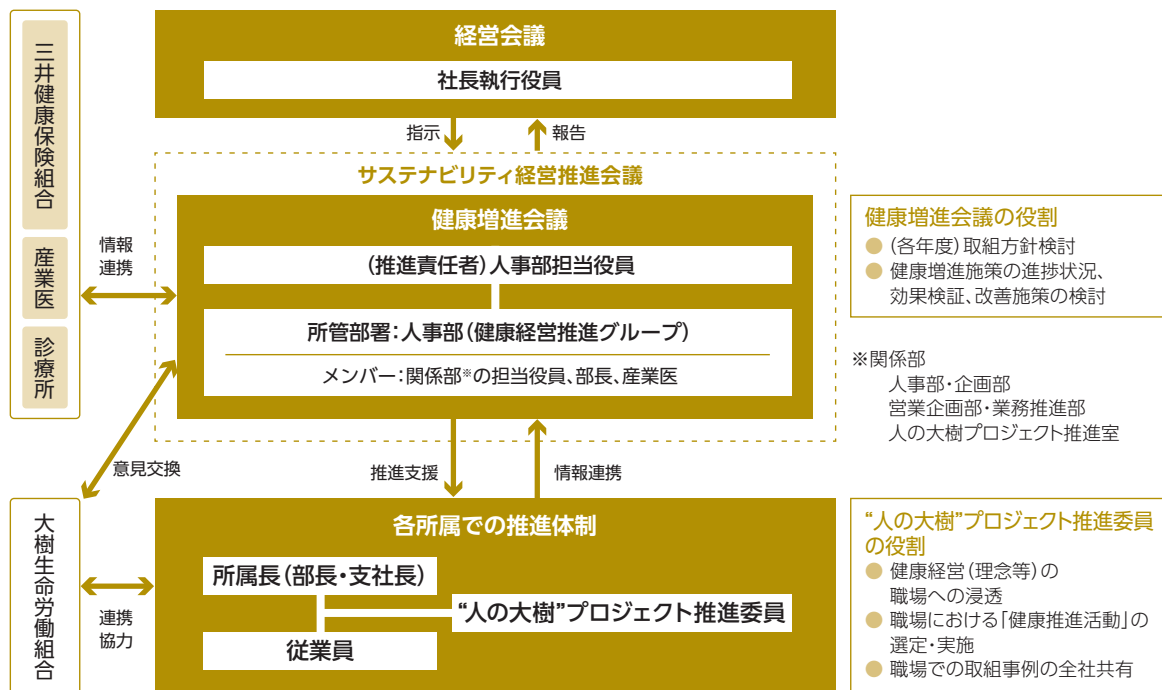 三井健康保険組合
産業医
診療所
経営会議
社長執行役員
指示
報告
サステナビリティ経営推進会議
健康増進会議
(推進責任者)人事部担当役員
所管部署:人事部(健康経営推進グループ)
メンバー:関係部※の担当役員、部長、産業医
情報
連携
健康増進会議の役割
● (各年度)取組方針検討
● 健康増進施策の進捗状況、
効果検証、改善施策の検討
※関係部
人事部・企画部
営業企画部・業務推進部
人の大樹プロジェクト推進室
意見交換
推進支援
情報連携
大樹生命労働組合
連携
協力
各所属での推進体制
所属長(部長・支社長)
“人の大樹”プロジェクト推進委員
従業員
“人の大樹”プロジェクト推進委員
の役割
● 健康経営(理念等)の
職場への浸透
● 職場における「健康推進活動」の
選定・実施
● 職場での取組事例の全社共有